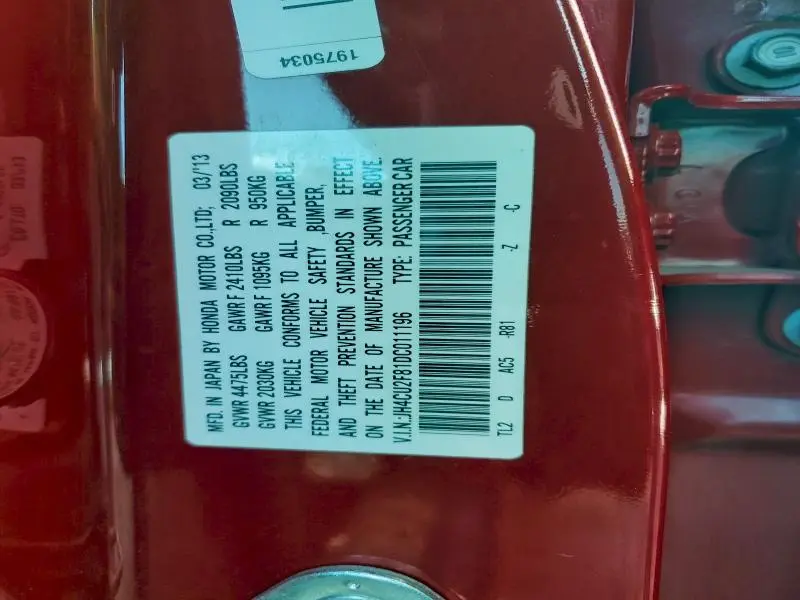 MFD. IN JAPAN BY HONDA MOTOR CO.,LTD; 03/'13
GVWR 4475LBS GAWR F 2410LBS R 2090LBS
GVWR 2030KG GAWR F 1095KG R 950KG
THIS VEHICLE CONFORMS TO ALL APPLICABLE
FEDERAL MOTOR VEHICLE SAFETY ,BUMPER,
AND THEFT PREVENTION STANDARDS IN EFFECT
ON THE DATE OF MANUFACTURE SHOWN ABOVE.
V.I.N.:JH4CU2F81DC011196 TYPE: PASSENGER CAR
TL2 D AC5 -R81 -Z -C
1975034